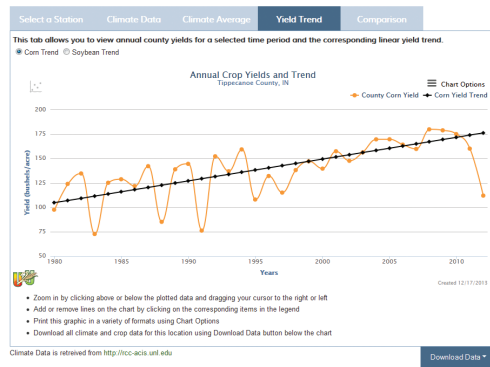 Select a Station
Climate Data
Climate Average
Yield Trend
Comparison
This tab allows you to view annual county yields for a selected time period and the corresponding linear yield trend.
Corn Trend Soybean Trend
Annual Crop Yields and Trend
Tippecanoe County, IN
Chart Options
County Corn Yield Corn Yield Trend
Yield (bushels/acre)
200
175
150
125
100
75
50
1980 1985 1990 1995 2000 2005 2010
Years
Created 12/17/2013
Zoom in by clicking above or below the plotted data and dragging your cursor to the right or left
Add or remove lines on the chart by clicking on the corresponding items in the legend
Print this graphic in a variety of formats using Chart Options
Download all climate and crop data for this location using Download Data button below the chart
Climate Data is retreived from http://rcc-acis.unl.edu
Download Data